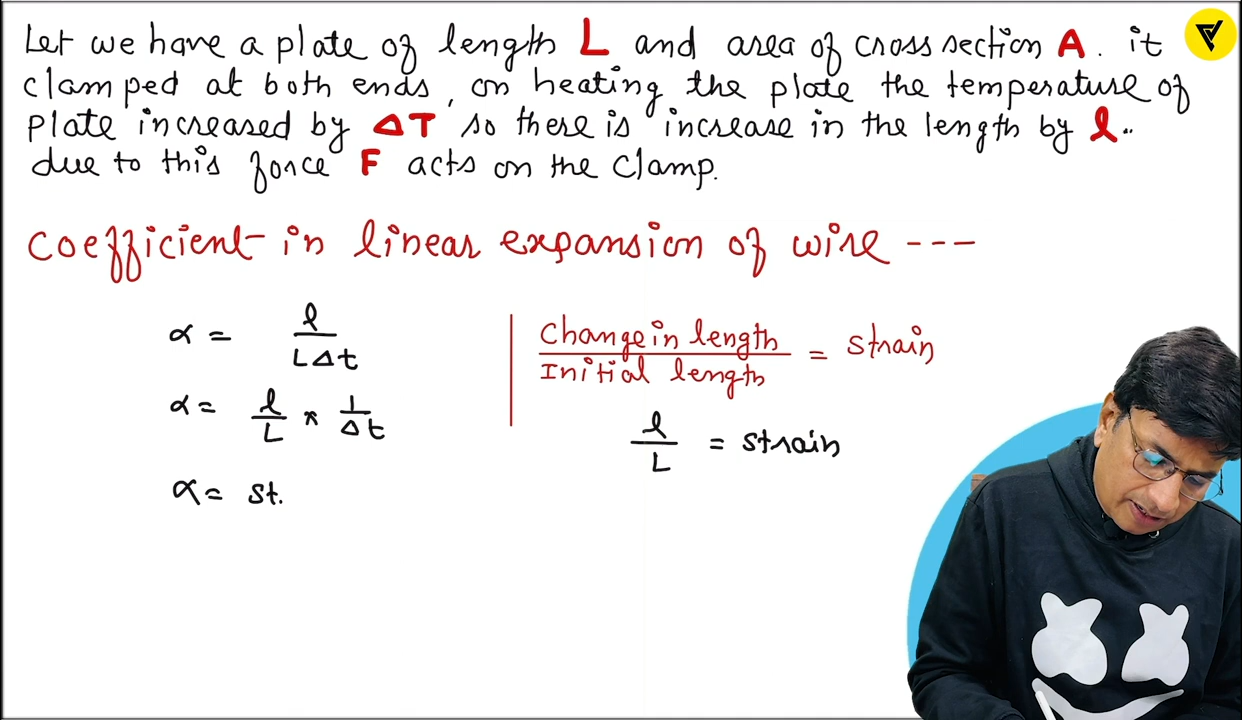 Let we have a plate of length L and area of cross section A. it
clamped at both ends, on heating the plate the temperature of
plate increased by ΔT so there is increase in the length by l..
due to this force F acts on the clamp.
coefficient in linear expansion of wire ---
α = l / LΔt
Change in length / Initial length = strain
α = l/L × 1/Δt
l/L = strain
α = st.